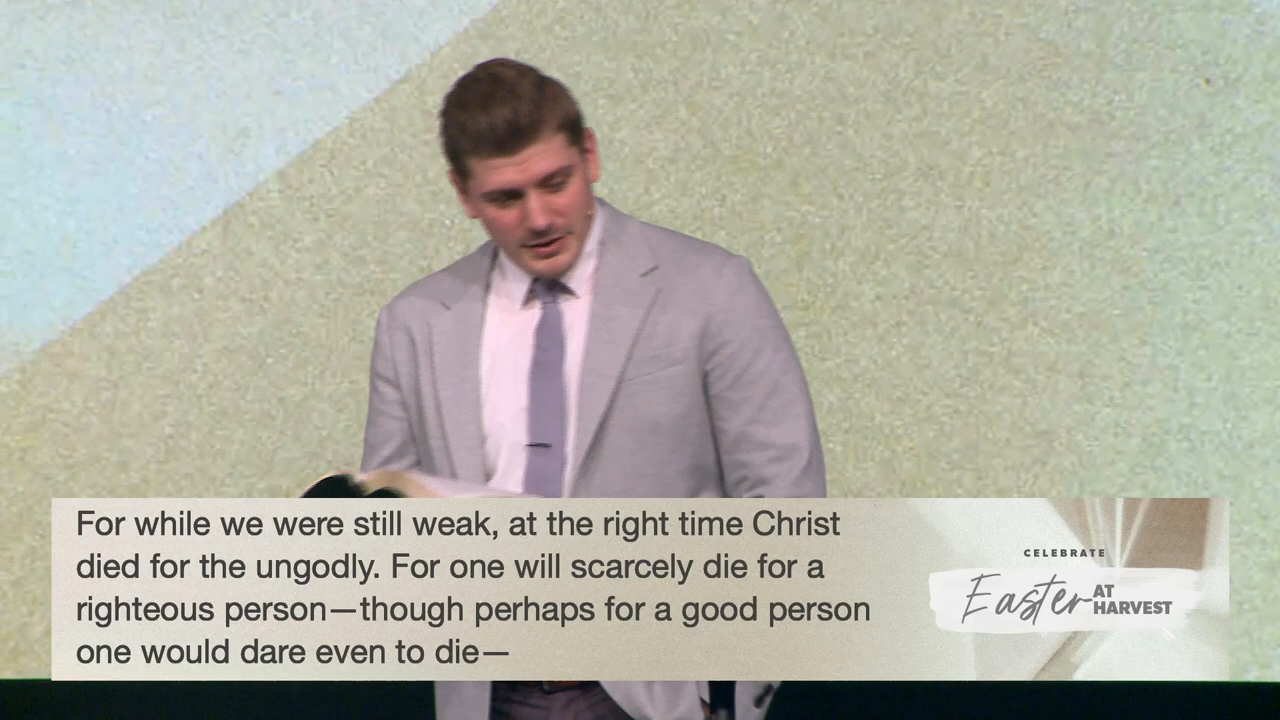 For while we were still weak, at the right time Christ
died for the ungodly. For one will scarcely die for a
righteous person—though perhaps for a good person
one would dare even to die—
CELEBRATE
Easter AT
HARVEST